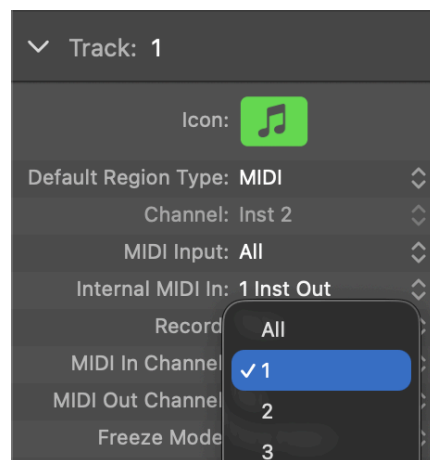 Track: 1
Icon:
Default Region Type: MIDI
Channel: Inst 2
MIDI Input: All
Internal MIDI In: 1 Inst Out
Record
All
MIDI In Channel
✓ 1
MIDI Out Channel
2
Freeze Mode
3